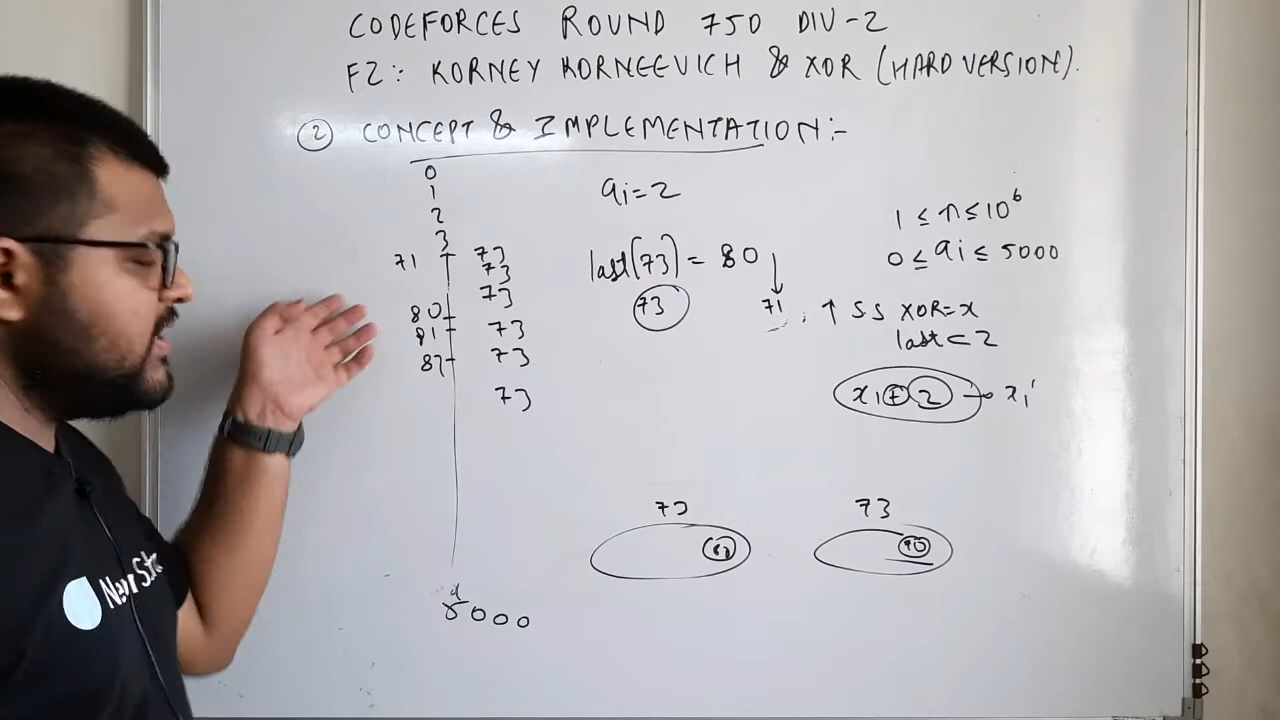 CODEFORCES ROUND 750 DIV-2
F2:- KORNEY KORNEEVICH & XOR (HARD VERSION).
② CONCEPT & IMPLEMENTATION:-
0
1
2
3
71
80
81
87
73
73
73
73
73
73
5000
ai=2
last(73) = 80
73
71
↑ SS XOR=x
last<2
x1⊕2 → x1'
1 ≤ n ≤ 10^6
0 ≤ ai ≤ 5000
73
73
90